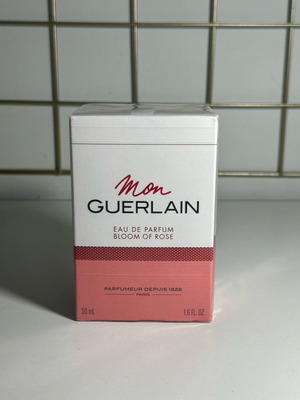 Mon
GUERLAIN
EAU DE PARFUM
BLOOM OF ROSE
PARFUMEUR DEPUIS 1828
PARIS
50 mL 1.6 FL. OZ